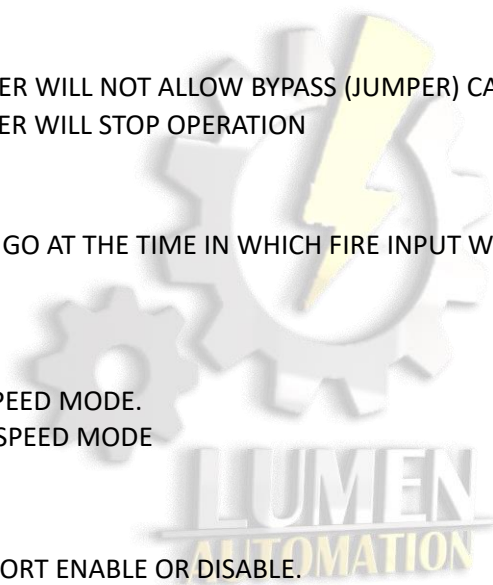 ER WILL NOT ALLOW BYPASS (JUMPER) CA
ER WILL STOP OPERATION
GO AT THE TIME IN WHICH FIRE INPUT W
PEED MODE.
SPEED MODE
LUMEN
ORT ENABLE OR DISABLE.
AUTOMATION